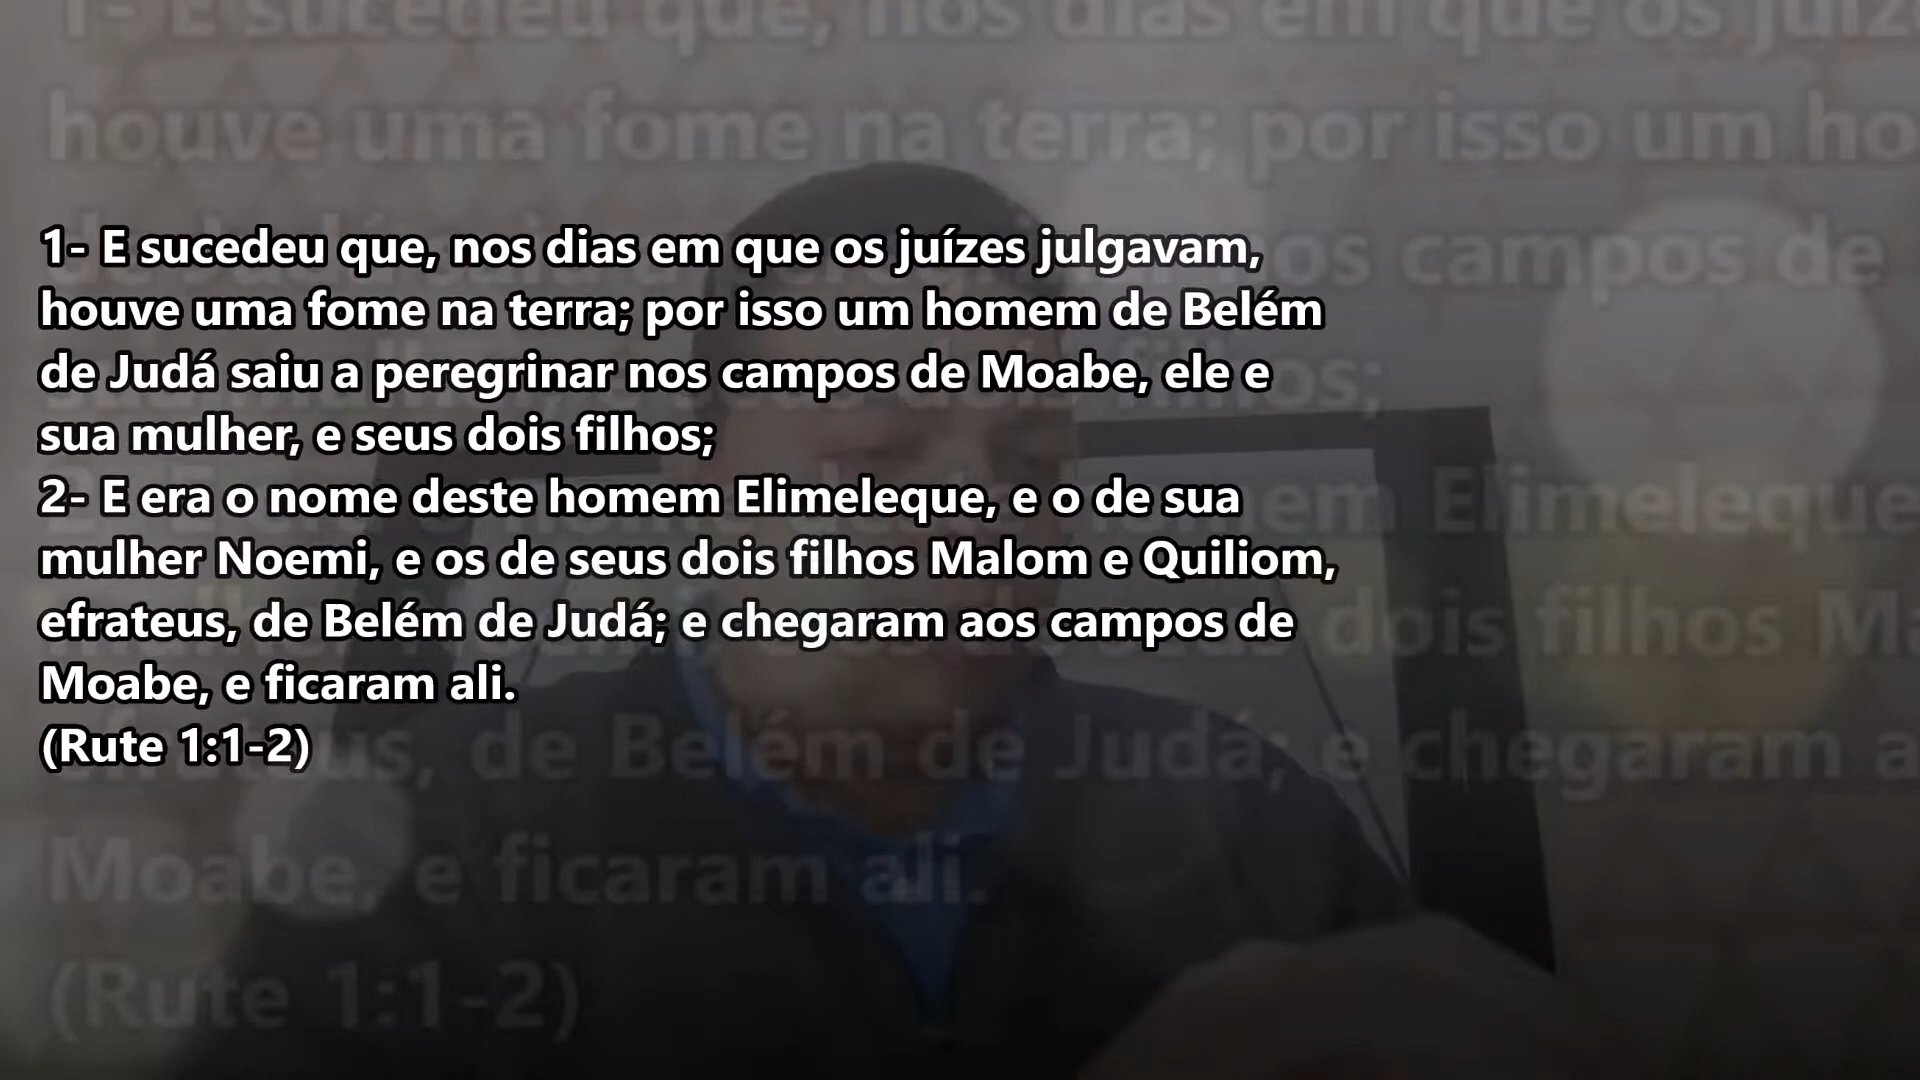 1- E sucedeu que, nos dias em que os juízes julgavam,
houve uma fome na terra; por isso um homem de Belém
de Judá saiu a peregrinar nos campos de Moabe, ele e
sua mulher, e seus dois filhos;
2- E era o nome deste homem Elimeleque, e o de sua
mulher Noemi, e os de seus dois filhos Malom e Quiliom,
efrateus, de Belém de Judá; e chegaram aos campos de
Moabe, e ficaram ali.
(Rute 1:1-2)